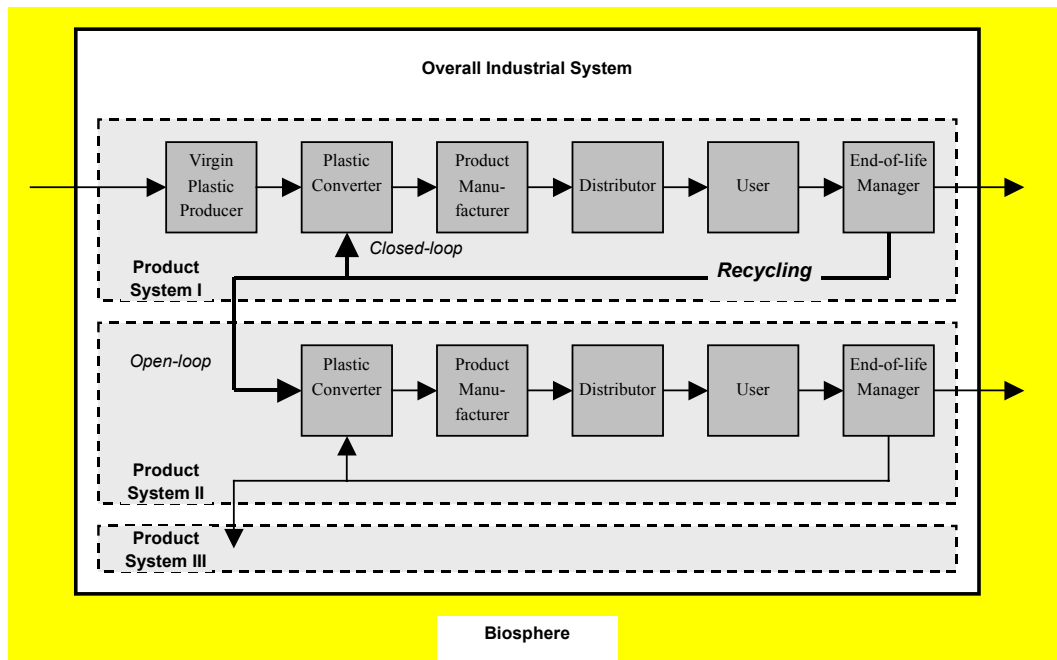 Overall Industrial System
Virgin
Plastic
Producer
Plastic
Converter
Product
Manu-
facturer
Distributor
User
End-of-life
Manager
Closed-loop
Recycling
Product
System I
Open-loop
Plastic
Converter
Product
Manu-
facturer
Distributor
User
End-of-life
Manager
Product
System II
Product
System III
Biosphere